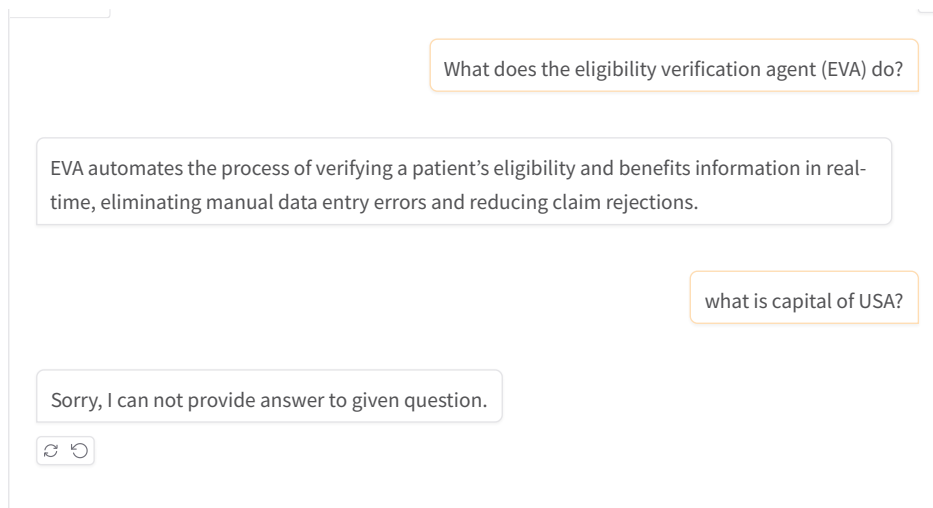 What does the eligibility verification agent (EVA) do?
EVA automates the process of verifying a patient’s eligibility and benefits information in real-
time, eliminating manual data entry errors and reducing claim rejections.
what is capital of USA?
Sorry, I can not provide answer to given question.